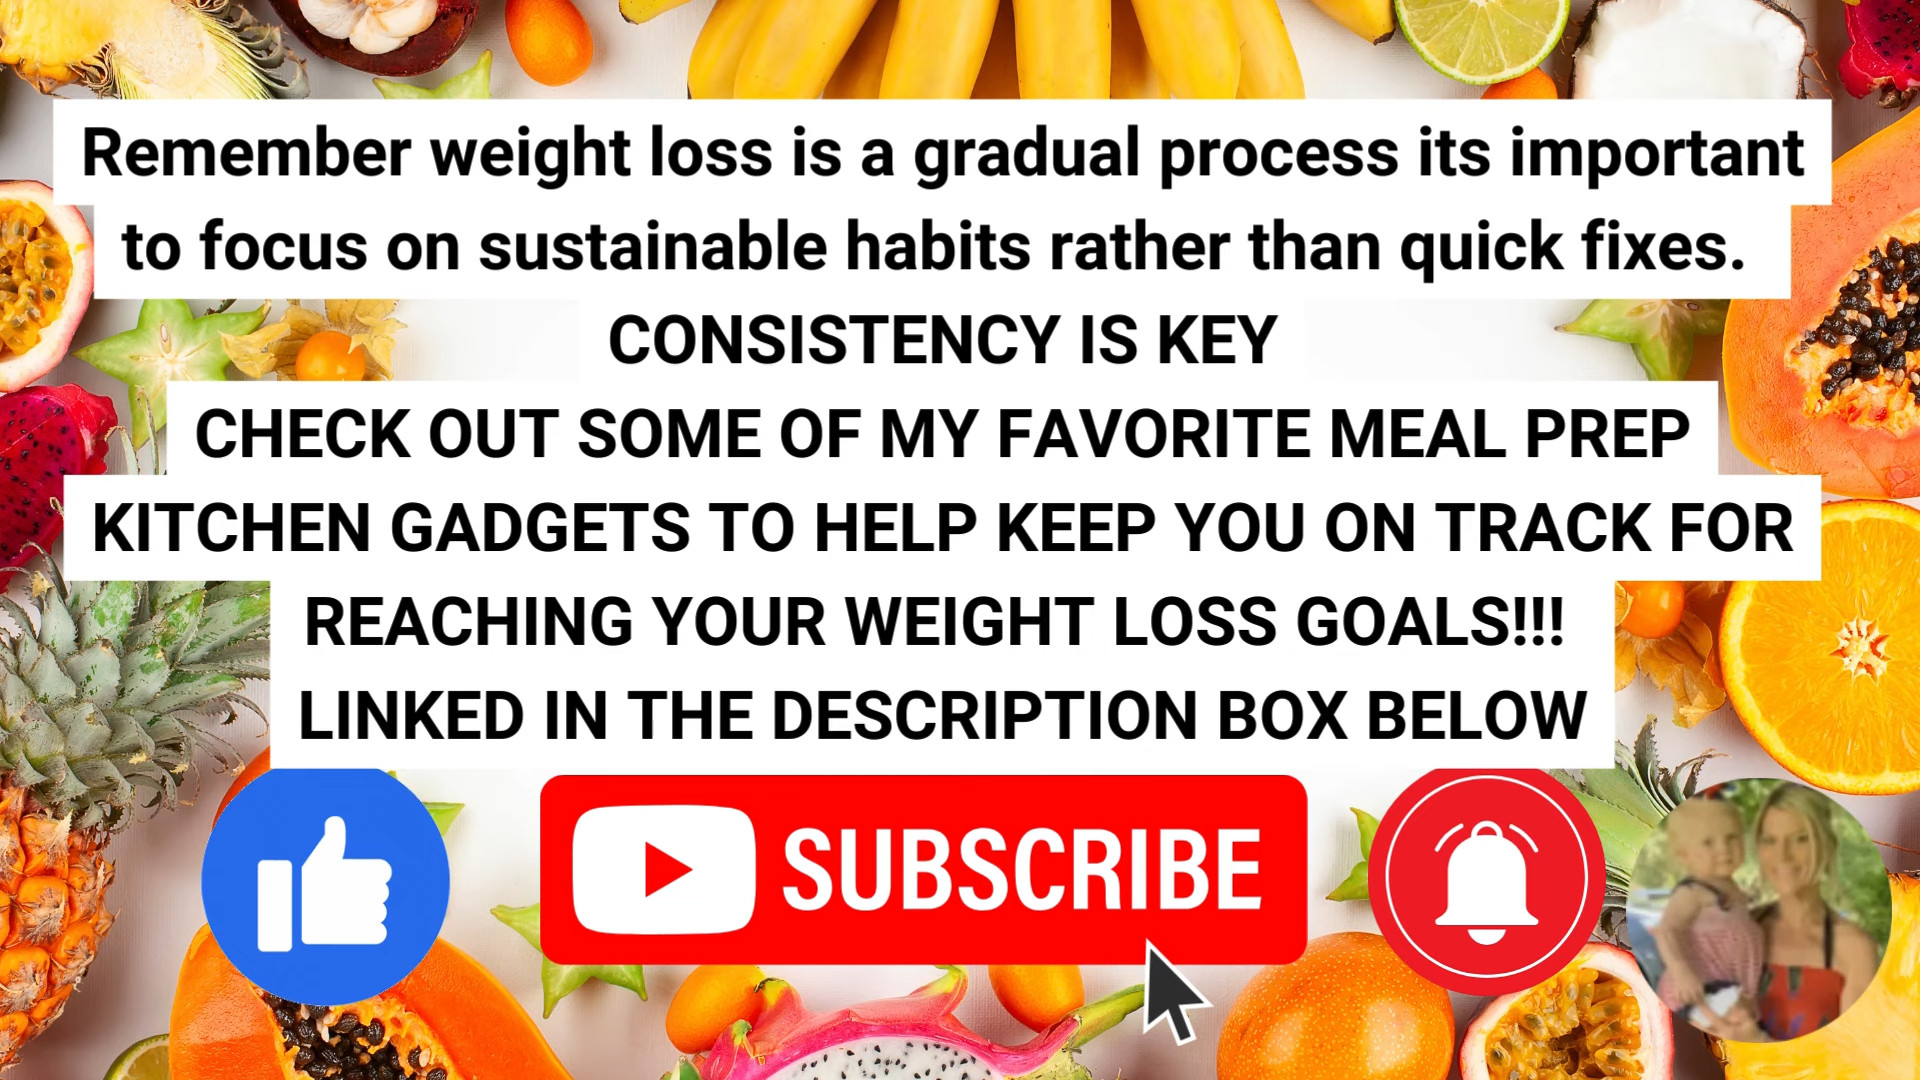 Remember weight loss is a gradual process its important
to focus on sustainable habits rather than quick fixes.
CONSISTENCY IS KEY
CHECK OUT SOME OF MY FAVORITE MEAL PREP
KITCHEN GADGETS TO HELP KEEP YOU ON TRACK FOR
REACHING YOUR WEIGHT LOSS GOALS!!!
LINKED IN THE DESCRIPTION BOX BELOW
SUBSCRIBE